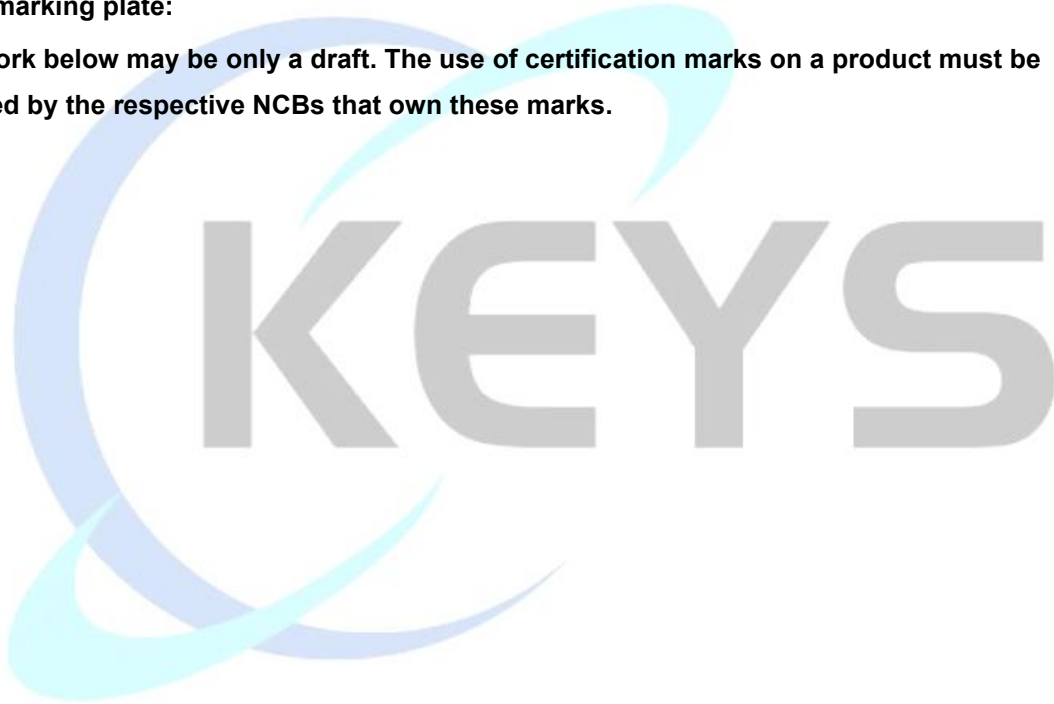 marking plate:
ork below may be only a draft. The use of certification marks on a product must be
ed by the respective NCBs that own these marks.
KEYS